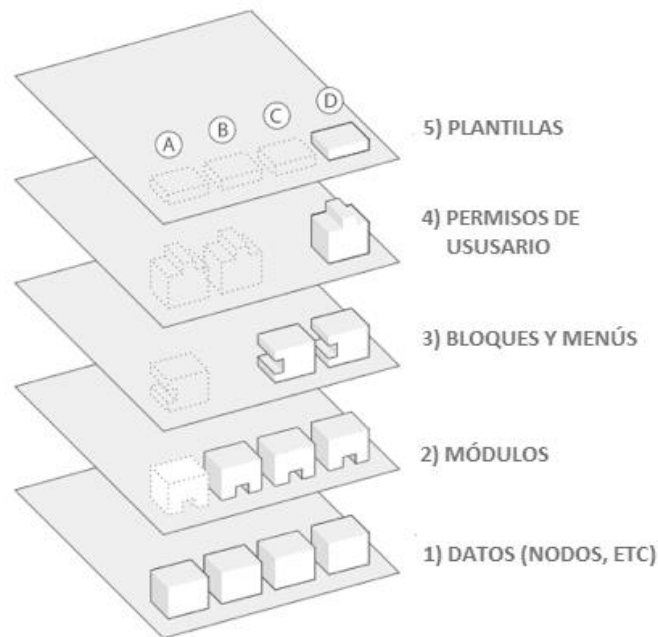 A
B
C
D
5) PLANTILLAS
4) PERMISOS DE
USUSARIO
3) BLOQUES Y MENÚS
2) MÓDULOS
1) DATOS (NODOS, ETC)